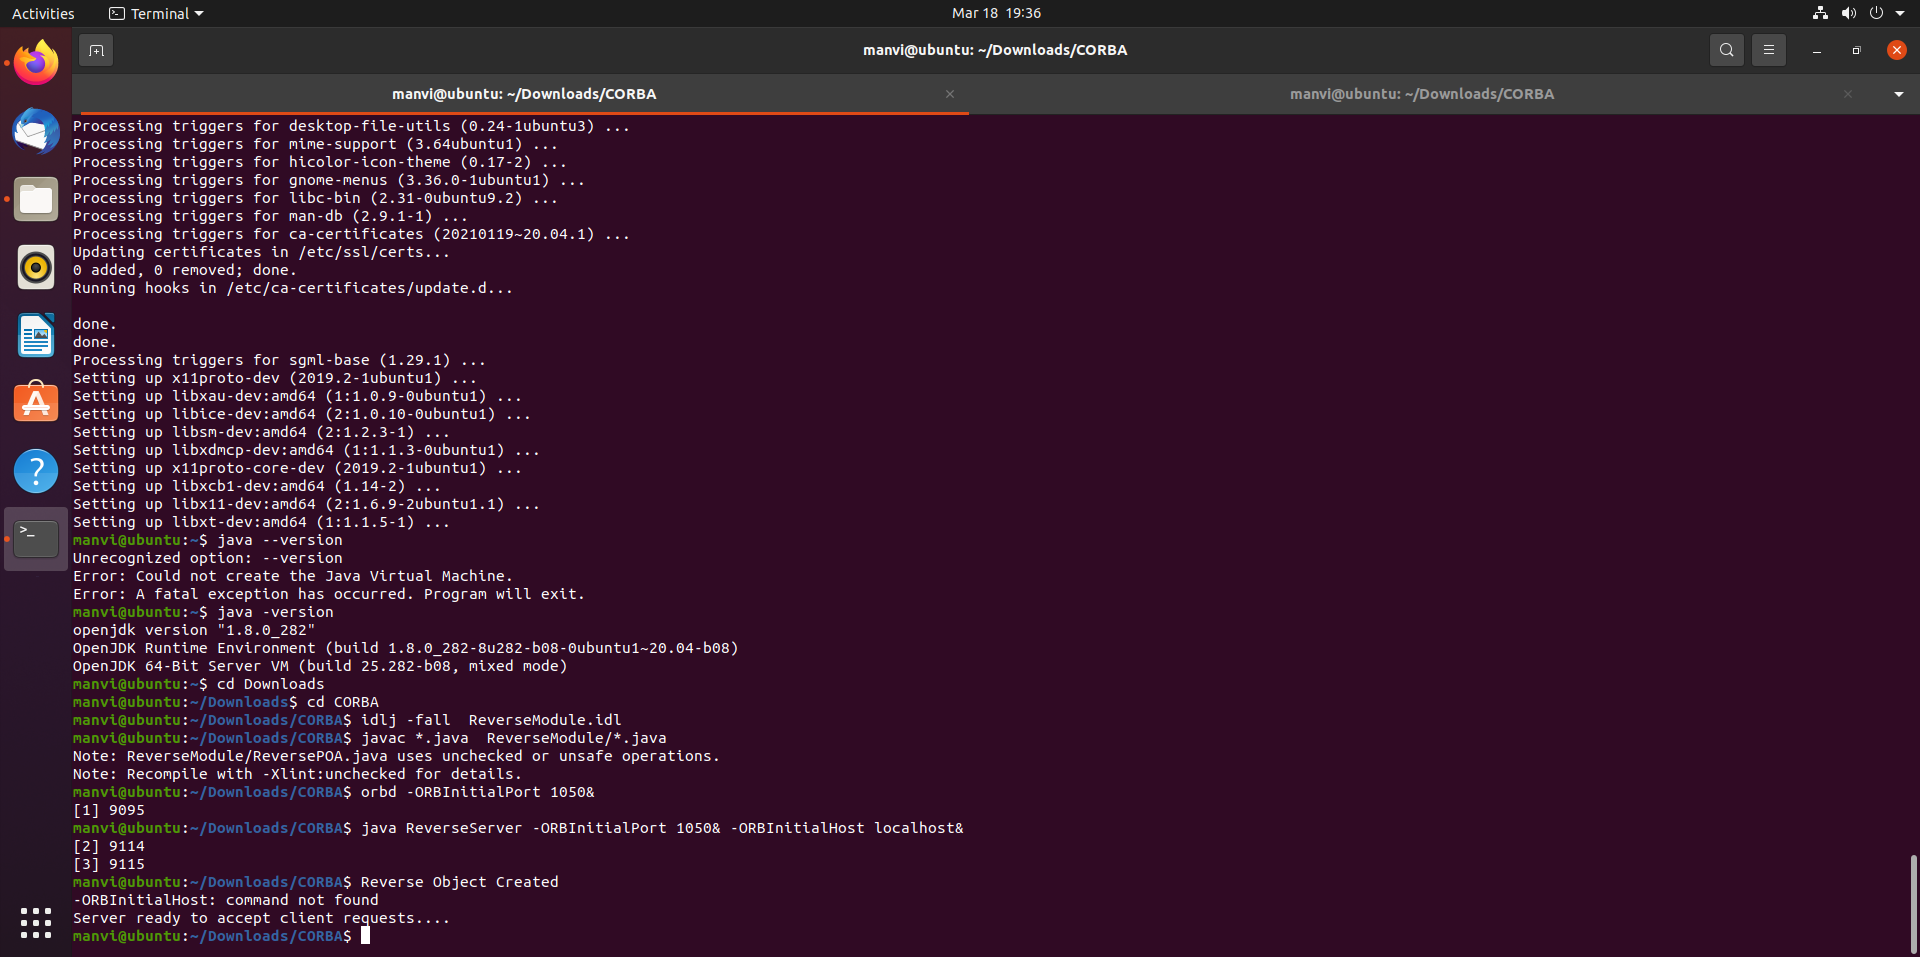 Activities
Terminal
Mar 18 19:36
manvi@ubuntu: ~/Downloads/CORBA
manvi@ubuntu: ~/Downloads/CORBA
manvi@ubuntu: ~/Downloads/CORBA
Processing triggers for desktop-file-utils (0.24-1ubuntu3) ...
Processing triggers for mime-support (3.64ubuntu1) ...
Processing triggers for hicolor-icon-theme (0.17-2) ...
Processing triggers for gnome-menus (3.36.0-1ubuntu1) ...
Processing triggers for libc-bin (2.31-0ubuntu9.2) ...
Processing triggers for man-db (2.9.1-1) ...
Processing triggers for ca-certificates (20210119~20.04.1) ...
Updating certificates in /etc/ssl/certs...
0 added, 0 removed; done.
Running hooks in /etc/ca-certificates/update.d...
done.
done.
Processing triggers for sgml-base (1.29.1) ...
Setting up x11proto-dev (2019.2-1ubuntu1) ...
Setting up libxau-dev:amd64 (1:1.0.9-0ubuntu1) ...
Setting up libice-dev:amd64 (2:1.0.10-0ubuntu1) ...
Setting up libsm-dev:amd64 (2:1.2.3-1) ...
Setting up libxdmcp-dev:amd64 (1:1.1.3-0ubuntu1) ...
Setting up x11proto-core-dev (2019.2-1ubuntu1) ...
Setting up libxcb1-dev:amd64 (1.14-2) ...
Setting up libx11-dev:amd64 (2:1.6.9-2ubuntu1.1) ...
Setting up libxt-dev:amd64 (1:1.1.5-1) ...
manvi@ubuntu:~$ java --version
Unrecognized option: --version
Error: Could not create the Java Virtual Machine.
Error: A fatal exception has occurred. Program will exit.
manvi@ubuntu:~$ java -version
openjdk version "1.8.0_282"
OpenJDK Runtime Environment (build 1.8.0_282-8u282-b08-0ubuntu1~20.04-b08)
OpenJDK 64-Bit Server VM (build 25.282-b08, mixed mode)
manvi@ubuntu:~$ cd Downloads
manvi@ubuntu:~/Downloads$ cd CORBA
manvi@ubuntu:~/Downloads/CORBA$ idlj -fall  ReverseModule.idl
manvi@ubuntu:~/Downloads/CORBA$ javac *.java  ReverseModule/*.java
Note: ReverseModule/ReversePOA.java uses unchecked or unsafe operations.
Note: Recompile with -Xlint:unchecked for details.
manvi@ubuntu:~/Downloads/CORBA$ orbd -ORBInitialPort 1050&
[1] 9095
manvi@ubuntu:~/Downloads/CORBA$ java ReverseServer -ORBInitialPort 1050& -ORBInitialHost localhost&
[2] 9114
[3] 9115
manvi@ubuntu:~/Downloads/CORBA$ Reverse Object Created
-ORBInitialHost: command not found
Server ready to accept client requests....
manvi@ubuntu:~/Downloads/CORBA$